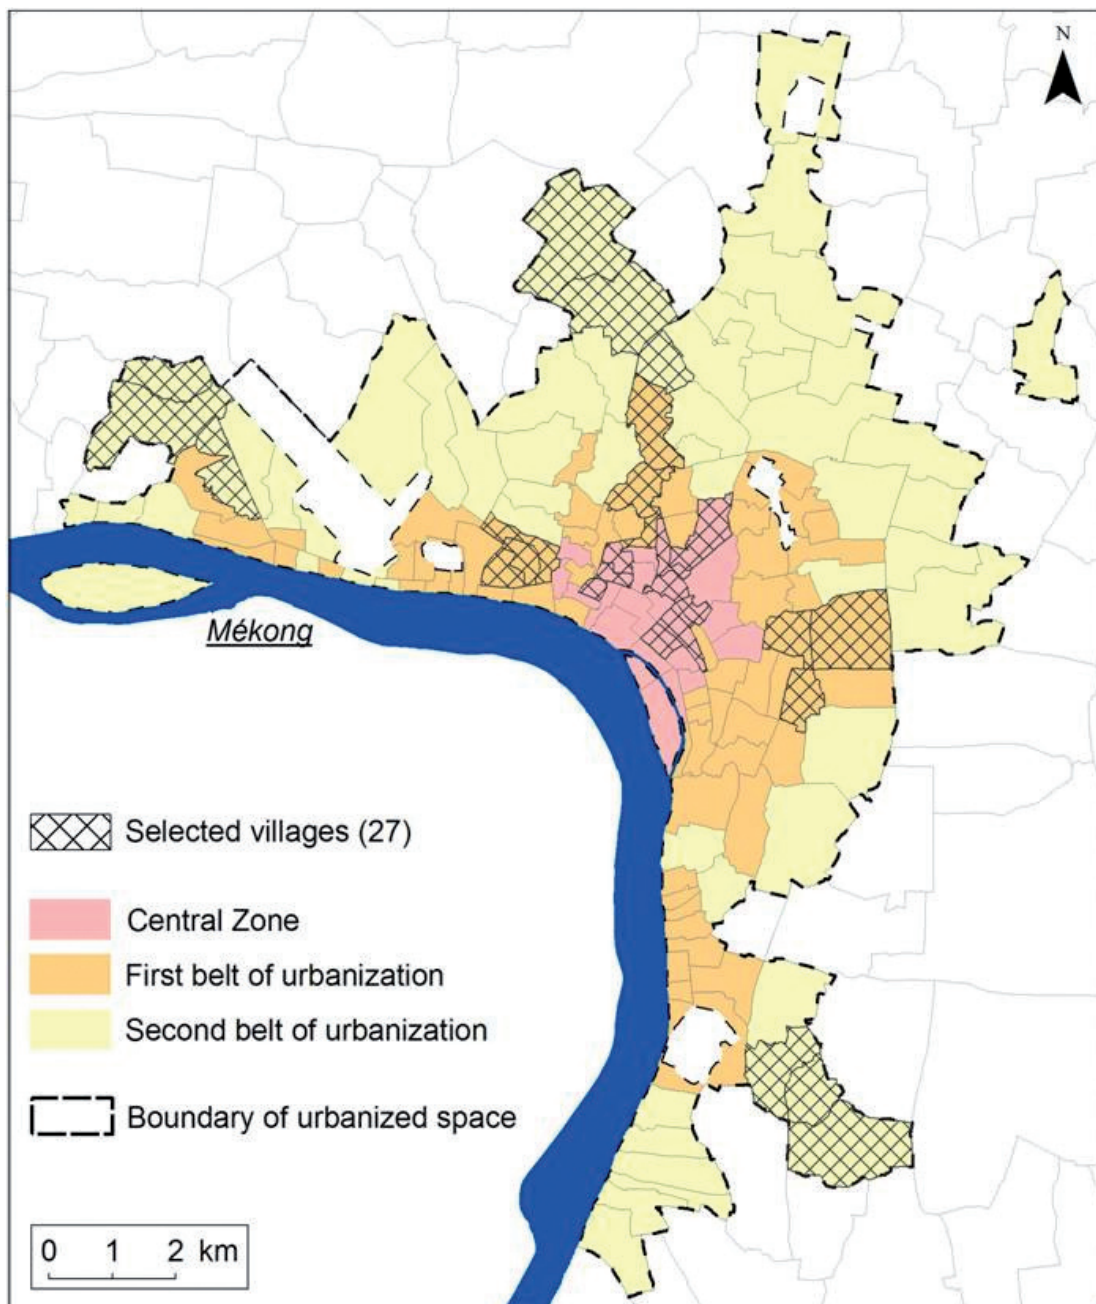 N
Mékong
Selected villages (27)
Central Zone
First belt of urbanization
Second belt of urbanization
Boundary of urbanized space
0 1 2 km